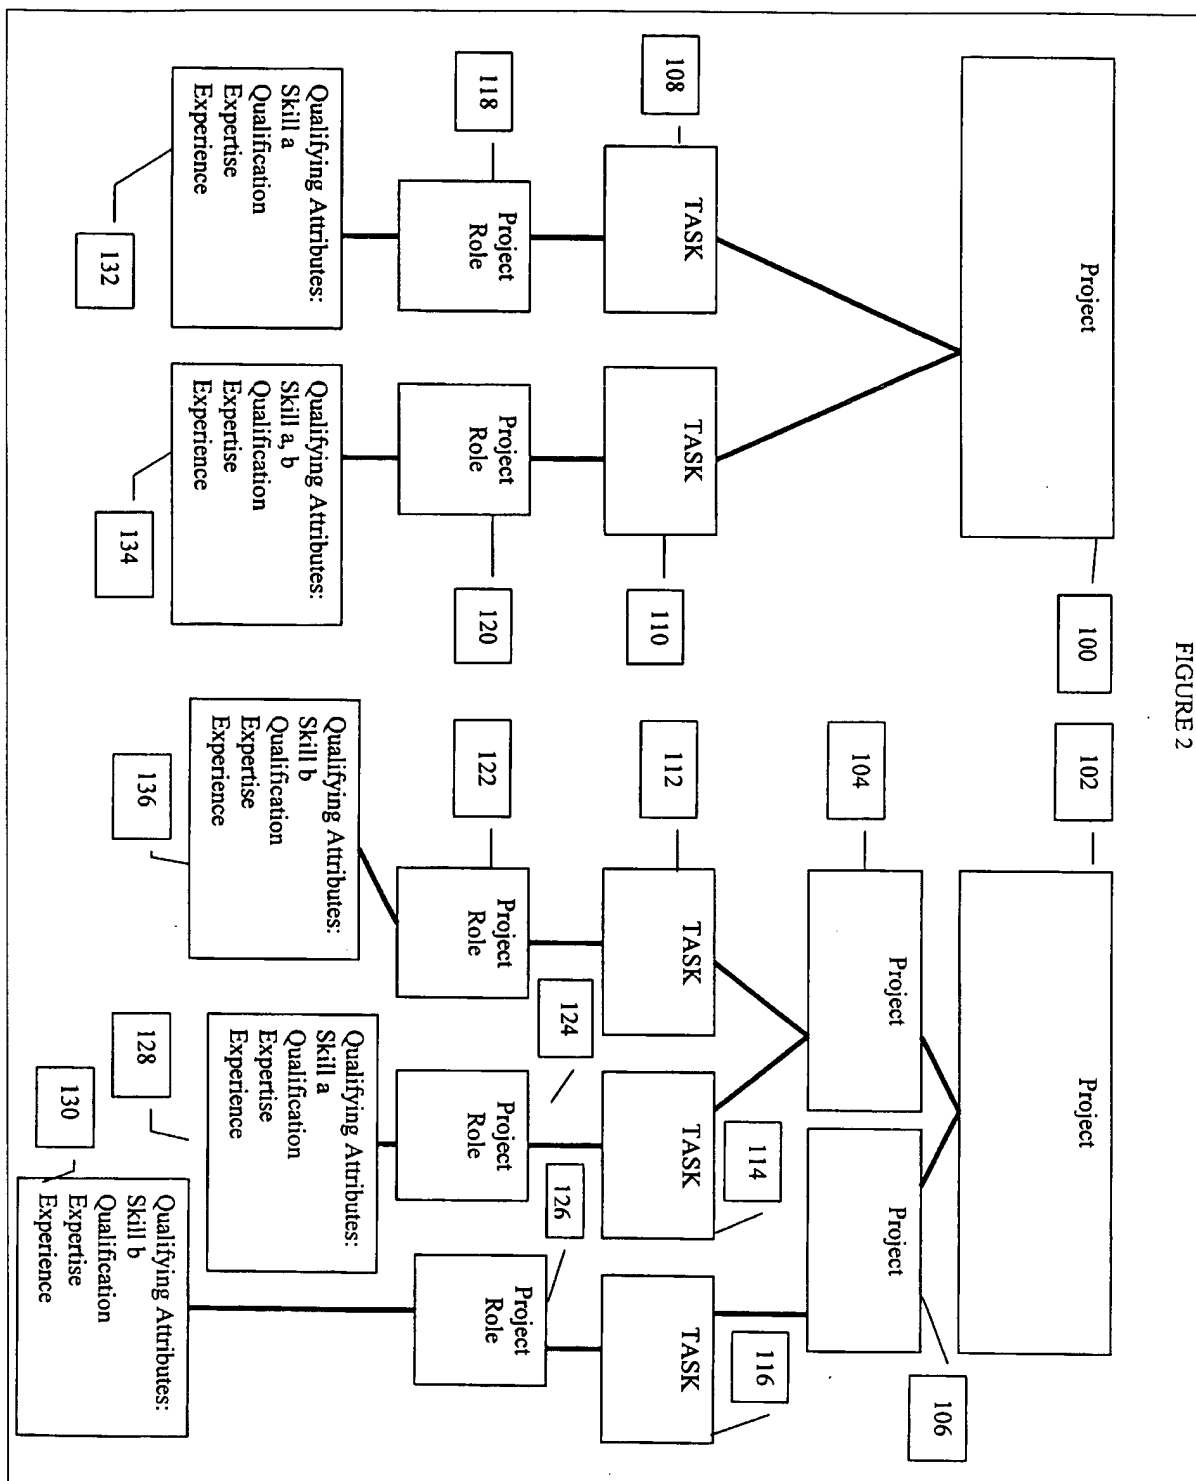 FIGURE 2
Project
100
102
Project
104
Project
Project
106
108
TASK
TASK
110
112
TASK
TASK
114
TASK
116
118
Project
Role
Project
Role
120
122
Project
Role
124
Project
Role
126
Project
Role
Qualifying Attributes:
Skill a
Qualification
Expertise
Experience
132
Qualifying Attributes:
Skill a, b
Qualification
Expertise
Experience
134
Qualifying Attributes:
Skill b
Qualification
Expertise
Experience
136
Qualifying Attributes:
Skill a
Qualification
Expertise
Experience
128
Qualifying Attributes:
Skill b
Qualification
Expertise
Experience
130